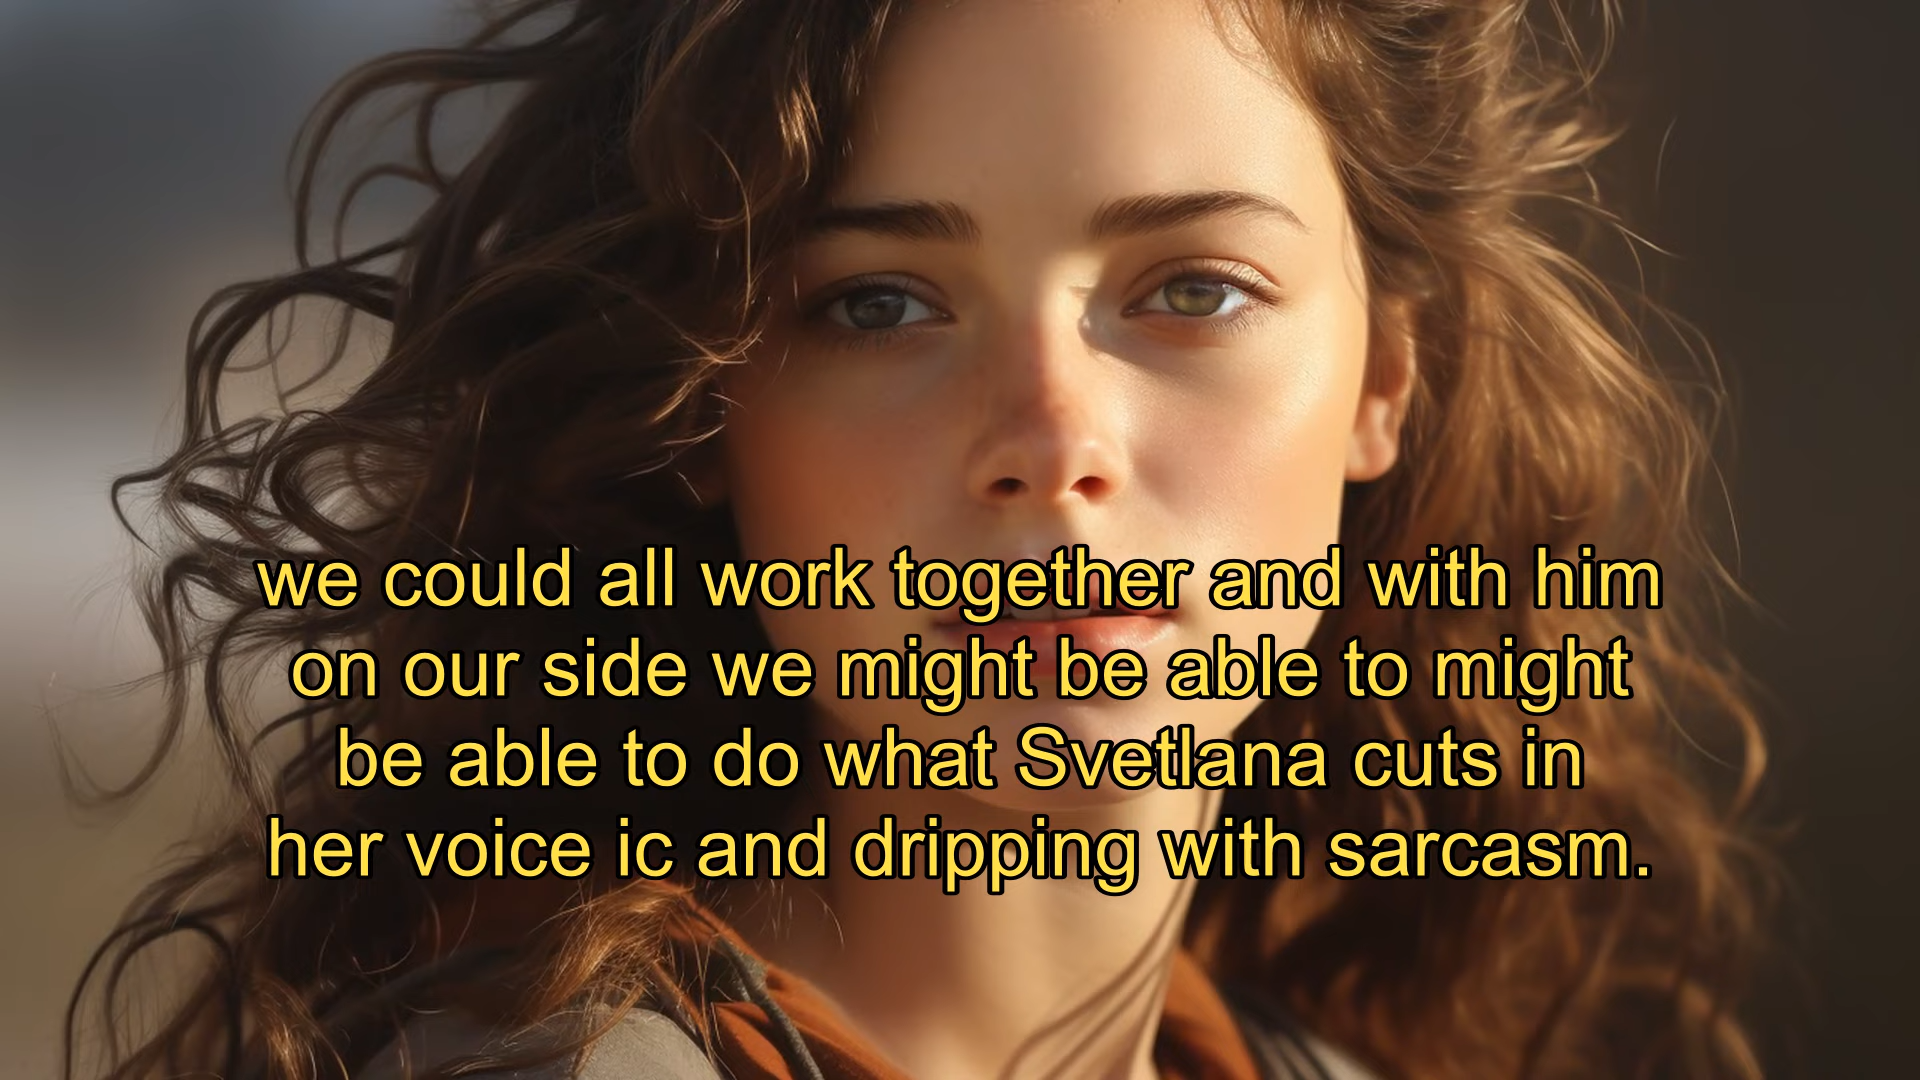 we could all work together and with him
on our side we might be able to might
be able to do what Svetlana cuts in
her voice ic and dripping with sarcasm.